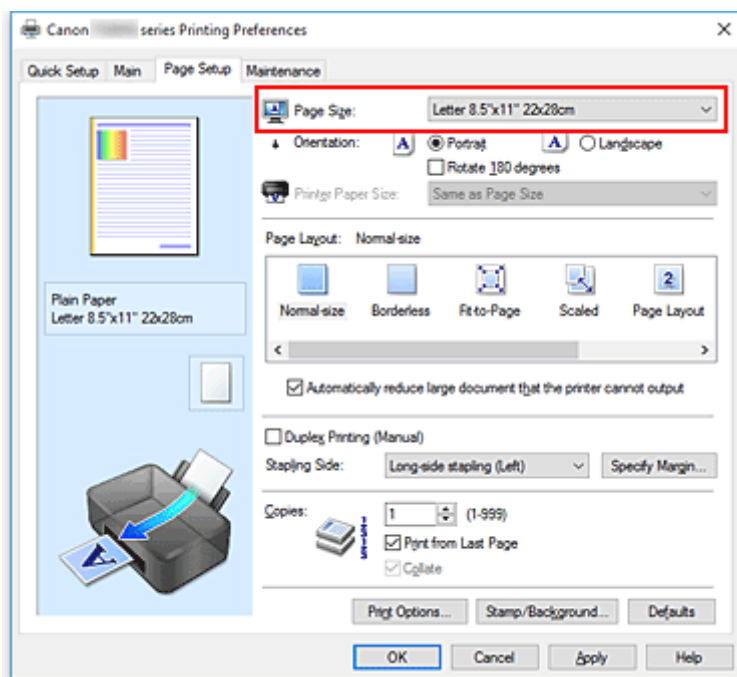 Canon series Printing Preferences
Quick Setup Main Page Setup Maintenance
Page Size: Letter 8.5"x11" 22x28cm
Orientation: A Portrait A Landscape
Rotate 180 degrees
Printer Paper Size: Same as Page Size
Page Layout: Normal-size
2
Normal-size Borderless Fit-to-Page Scaled Page Layout
Plain Paper
Letter 8.5"x11" 22x28cm
Automatically reduce large document that the printer cannot output
Duplex Printing (Manual)
Stapling Side: Long-side stapling (Left) Specify Margin...
Copies: 1 (1-999)
Print from Last Page
Collate
A
Print Options... Stamp/Background... Defaults
OK Cancel Apply Help